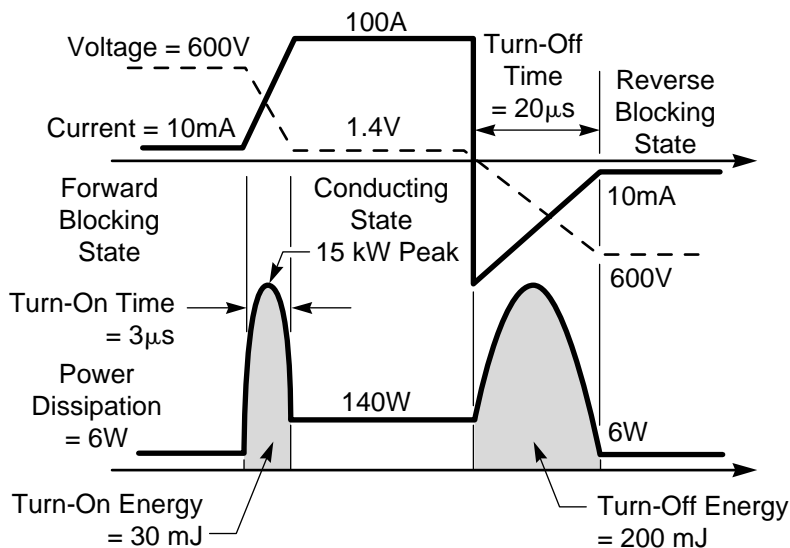 100A
Voltage = 600V
Turn-Off
Time
= 20μs
Reverse
Blocking
State
Current = 10mA
1.4V
Forward
Blocking
State
Conducting
State
15 kW Peak
10mA
600V
Turn-On Time
= 3μs
Power
Dissipation
= 6W
140W
6W
Turn-On Energy
= 30 mJ
Turn-Off Energy
= 200 mJ